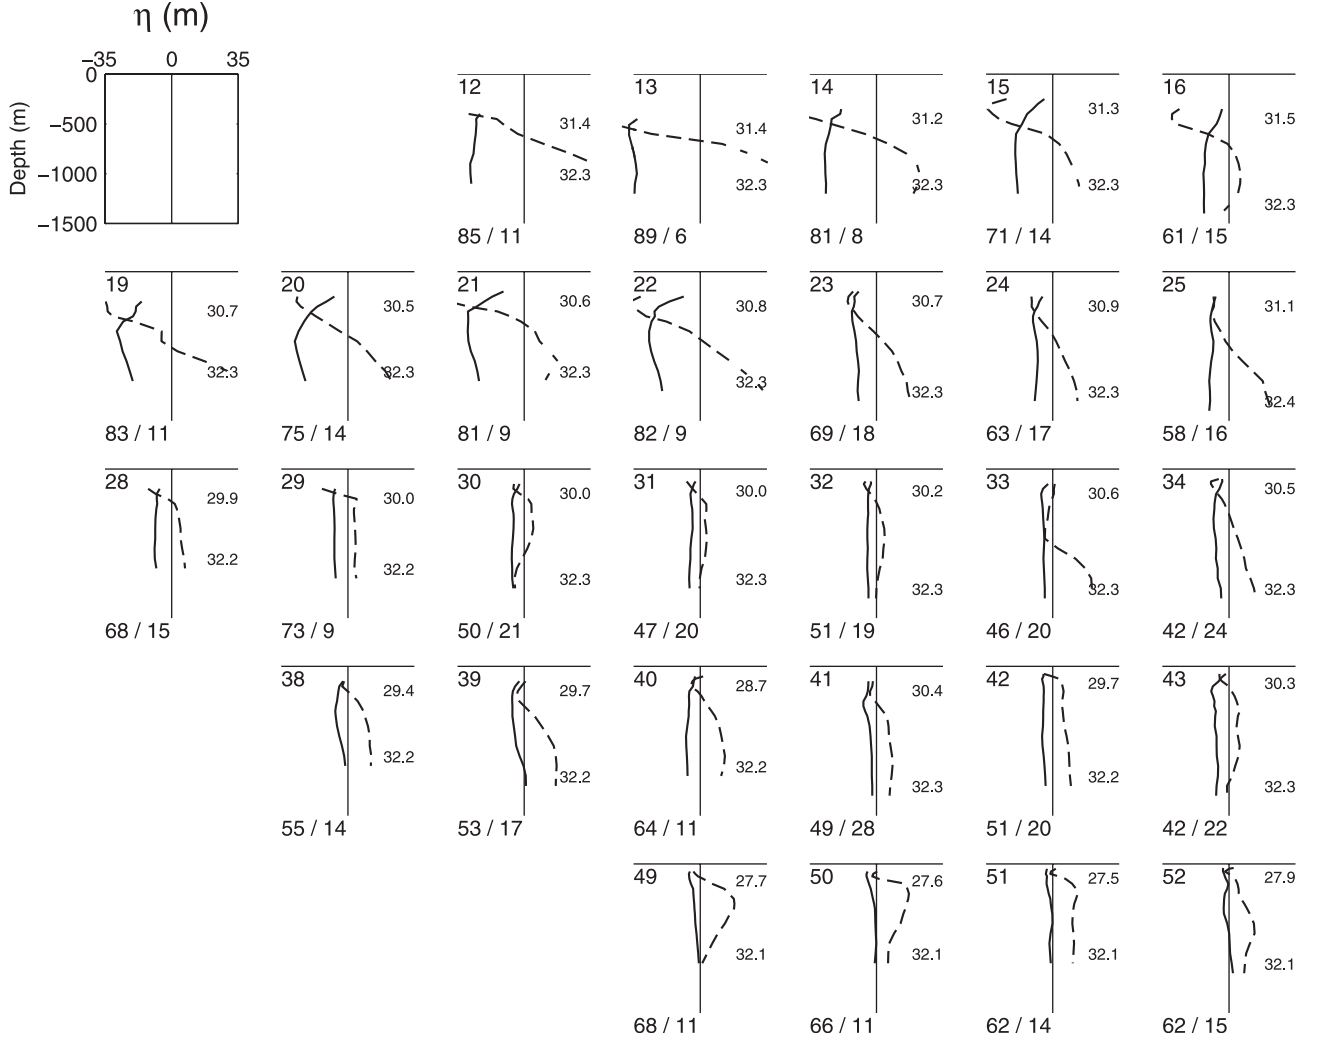 η (m)
−35 0 35
0
−500
−1000
−1500
Depth (m)
12 13 14 15 16
31.4 31.4 31.2 31.3 31.5
32.3 32.3 32.3 32.3 32.3
85 / 11 89 / 6 81 / 8 71 / 14 61 / 15
19 20 21 22 23 24 25
30.7 30.5 30.6 30.8 30.7 30.9 31.1
32.3 32.3 32.3 32.3 32.3 32.3 32.4
83 / 11 75 / 14 81 / 9 82 / 9 69 / 18 63 / 17 58 / 16
28 29 30 31 32 33 34
29.9 30.0 30.0 30.0 30.2 30.6 30.5
32.2 32.2 32.3 32.3 32.3 32.3 32.3
68 / 15 73 / 9 50 / 21 47 / 20 51 / 19 46 / 20 42 / 24
38 39 40 41 42 43
29.4 29.7 28.7 30.4 29.7 30.3
32.2 32.2 32.2 32.3 32.2 32.3
55 / 14 53 / 17 64 / 11 49 / 28 51 / 20 42 / 22
49 50 51 52
27.7 27.6 27.5 27.9
32.1 32.1 32.1 32.1
68 / 11 66 / 11 62 / 14 62 / 15